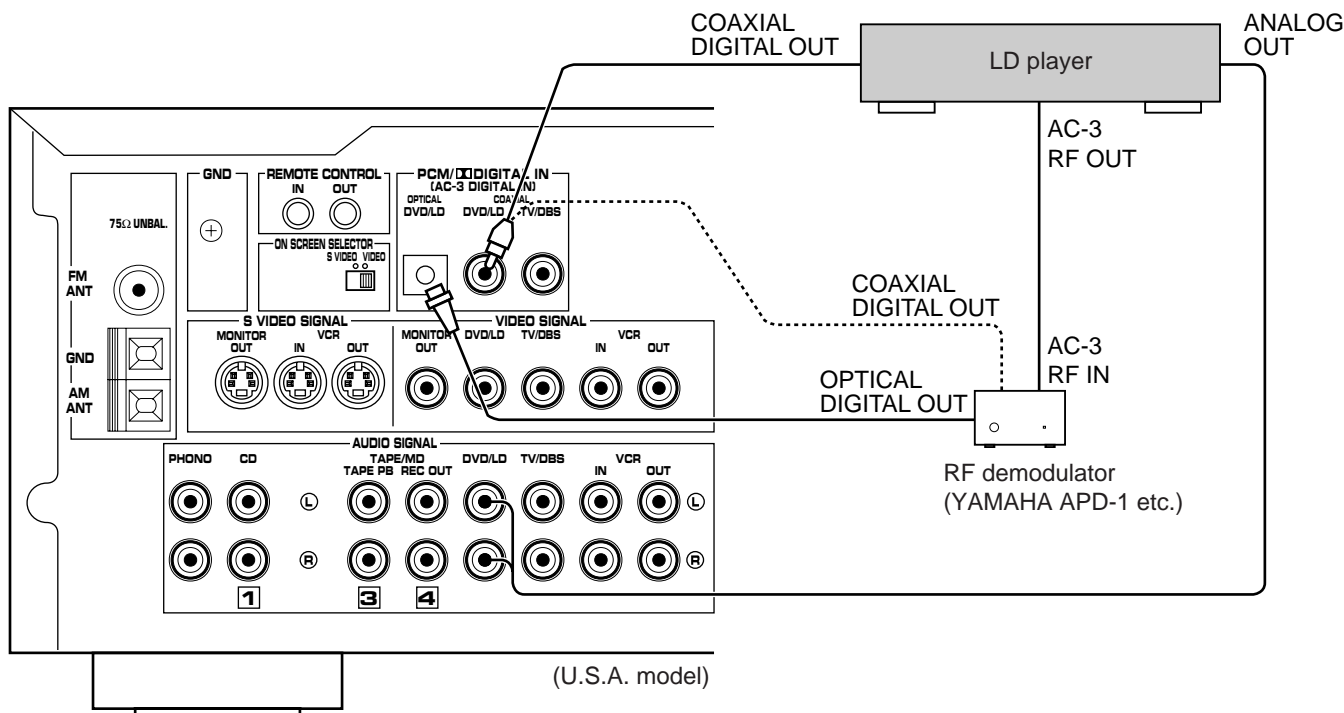 COAXIAL
DIGITAL OUT
ANALOG
OUT
LD player
AC-3
RF OUT
GND
REMOTE CONTROL
IN OUT
PCM/ DIGITAL IN
(AC-3 DIGITAL IN)
OPTICAL COAXIAL
DVD/LD DVD/LD TV/DBS
75Ω UNBAL.
ON SCREEN SELECTOR
S VIDEO VIDEO
FM
ANT
COAXIAL
DIGITAL OUT
S VIDEO SIGNAL
MONITOR
OUT
VCR
IN OUT
VIDEO SIGNAL
MONITOR
OUT
DVD/LD TV/DBS
VCR
IN OUT
GND
AM
ANT
AC-3
RF IN
OPTICAL
DIGITAL OUT
RF demodulator
(YAMAHA APD-1 etc.)
AUDIO SIGNAL
PHONO CD
TAPE/MD
TAPE PB REC OUT
DVD/LD TV/DBS
VCR
IN OUT
L L
R R
1 3 4
(U.S.A. model)